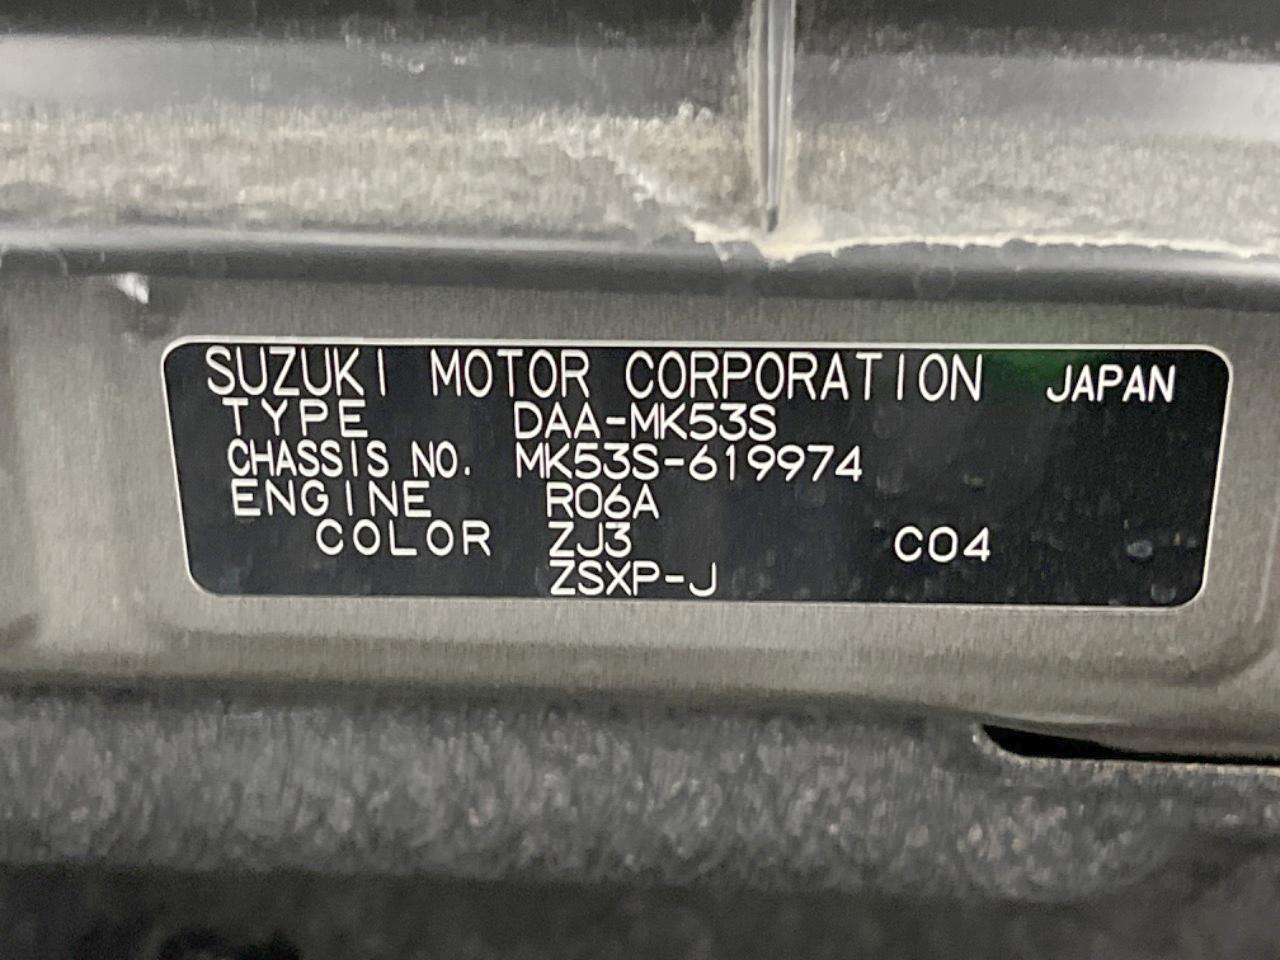 SUZUKI MOTOR CORPORATION JAPAN
TYPE DAA-MK53S
CHASSIS NO. MK53S-619974
ENGINE R06A
COLOR ZJ3 C04
ZSXP-J